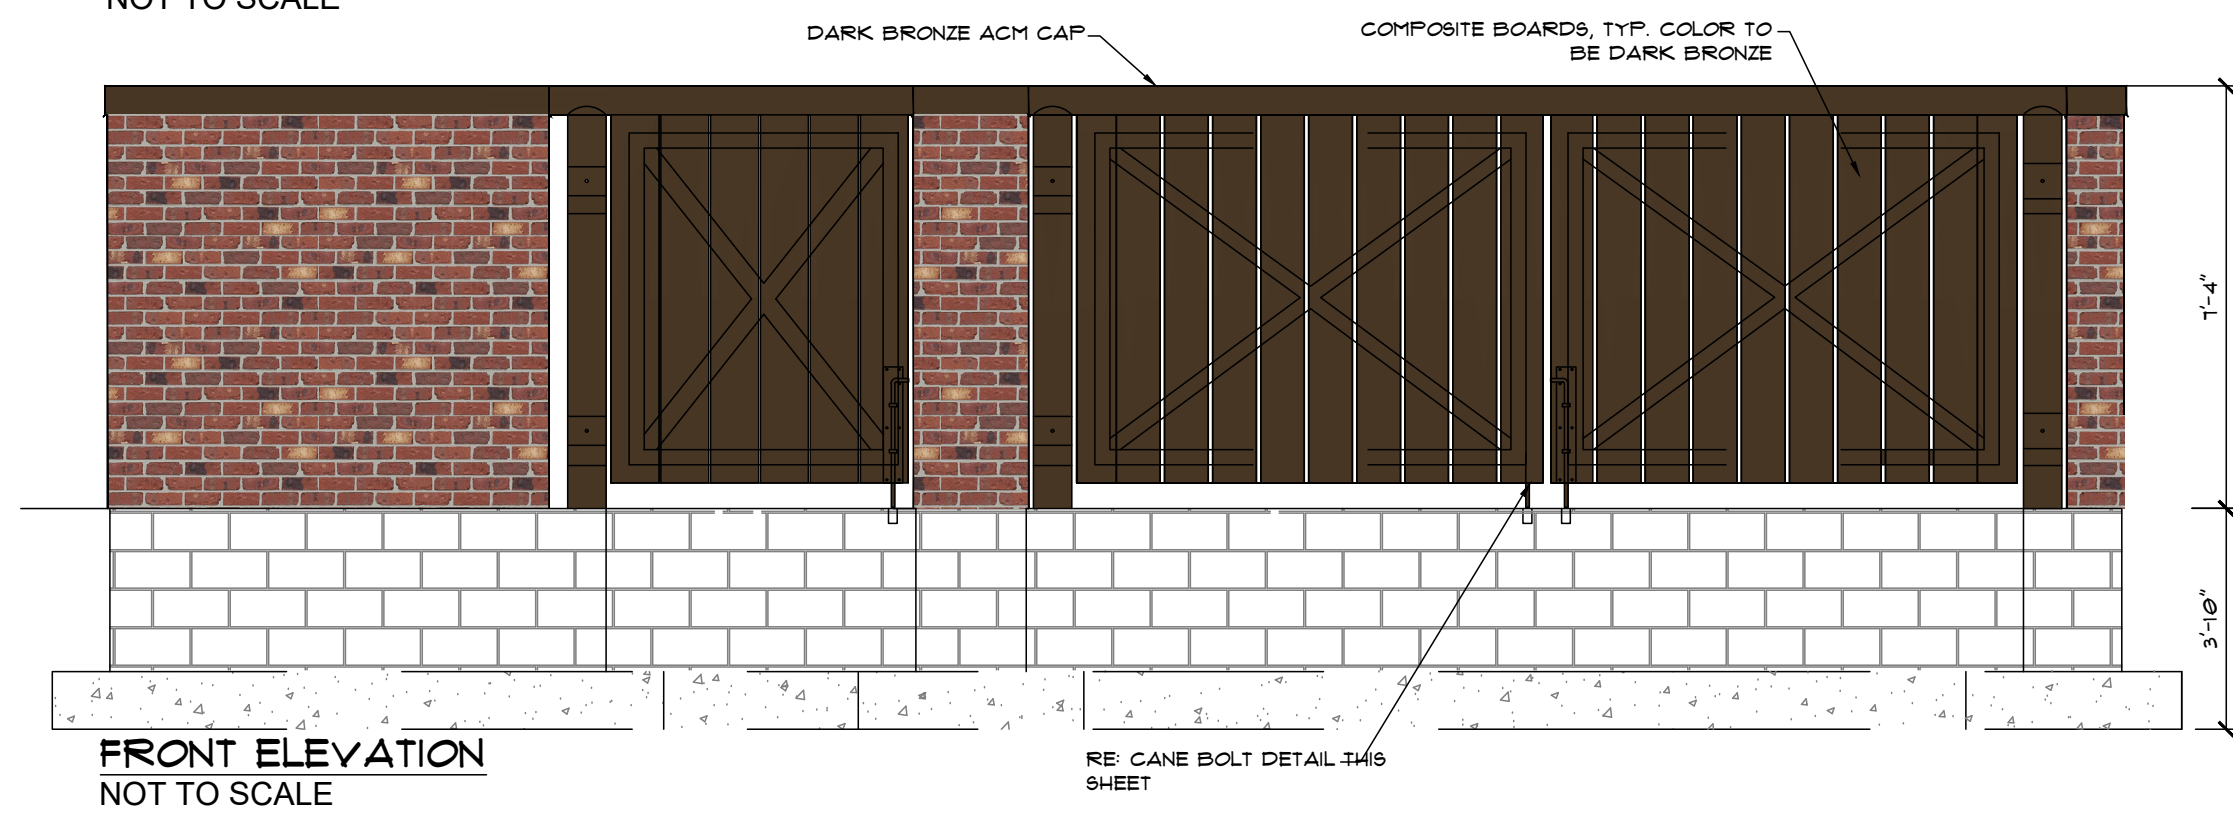 NOT TO SCALE
DARK BRONZE ACM CAP
COMPOSITE BOARDS, TYP. COLOR TO
BE DARK BRONZE
7'-4"
3'-10"
RE: CANE BOLT DETAIL THIS
SHEET
FRONT ELEVATION
NOT TO SCALE